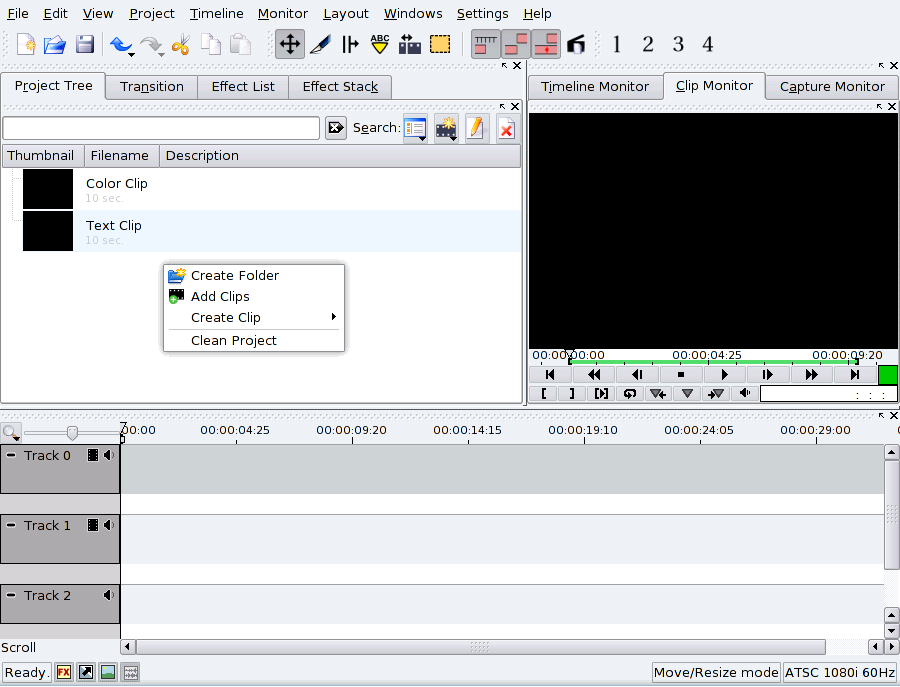 File Edit View Project Timeline Monitor Layout Windows Settings Help
ABC 1 2 3 4
Project Tree Transition Effect List Effect Stack
Timeline Monitor Clip Monitor Capture Monitor
Search:
Thumbnail Filename Description
Color Clip
10 sec.
Text Clip
10 sec.
Create Folder
Add Clips
Create Clip
Clean Project
00:00:00:00 00:00:04:25 00:00:09:20
: : :
00:00 00:00:04:25 00:00:09:20 00:00:14:15 00:00:19:10 00:00:24:05 00:00:29:00
Track 0
Track 1
Track 2
Scroll
Ready. FX Move/Resize mode ATSC 1080i 60Hz